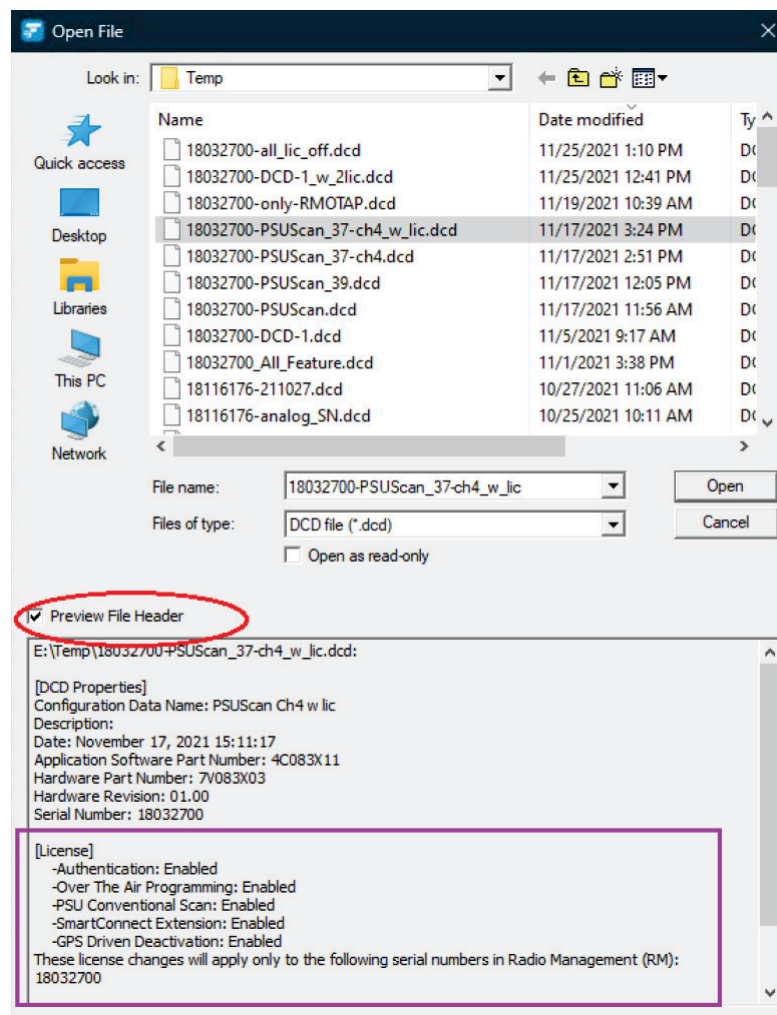 Open File
Look in: Temp
Name Date modified Ty
Quick access
Desktop
Libraries
This PC
Network
18032700-all_lic_off.dcd 11/25/2021 1:10 PM
18032700-DCD-1_w_2lic.dcd 11/25/2021 12:41 PM
18032700-only-RMOTAP.dcd 11/19/2021 10:39 AM
18032700-PSUScan_37-ch4_w_lic.dcd 11/17/2021 3:24 PM
18032700-PSUScan_37-ch4.dcd 11/17/2021 2:51 PM
18032700-PSUScan_39.dcd 11/17/2021 12:05 PM
18032700-PSUScan.dcd 11/17/2021 11:56 AM
18032700-DCD-1.dcd 11/5/2021 9:17 AM
18032700_All_Feature.dcd 11/1/2021 3:38 PM
18116176-211027.dcd 10/27/2021 11:06 AM
18116176-analog_SN.dcd 10/25/2021 10:11 AM
File name: 18032700-PSUScan_37-ch4_w_lic Open
Files of type: DCD file (*.dcd) Cancel
Open as read-only
Preview File Header
E:\Temp\18032700-PSUScan_37-ch4_w_lic.dcd:
[DCD Properties]
Configuration Data Name: PSUScan Ch4 w lic
Description:
Date: November 17, 2021 15:11:17
Application Software Part Number: 4C083X11
Hardware Part Number: 7V083X03
Hardware Revision: 01.00
Serial Number: 18032700
[License]
-Authentication: Enabled
-Over The Air Programming: Enabled
-PSU Conventional Scan: Enabled
-SmartConnect Extension: Enabled
-GPS Driven Deactivation: Enabled
These license changes will apply only to the following serial numbers in Radio Management (RM):
18032700